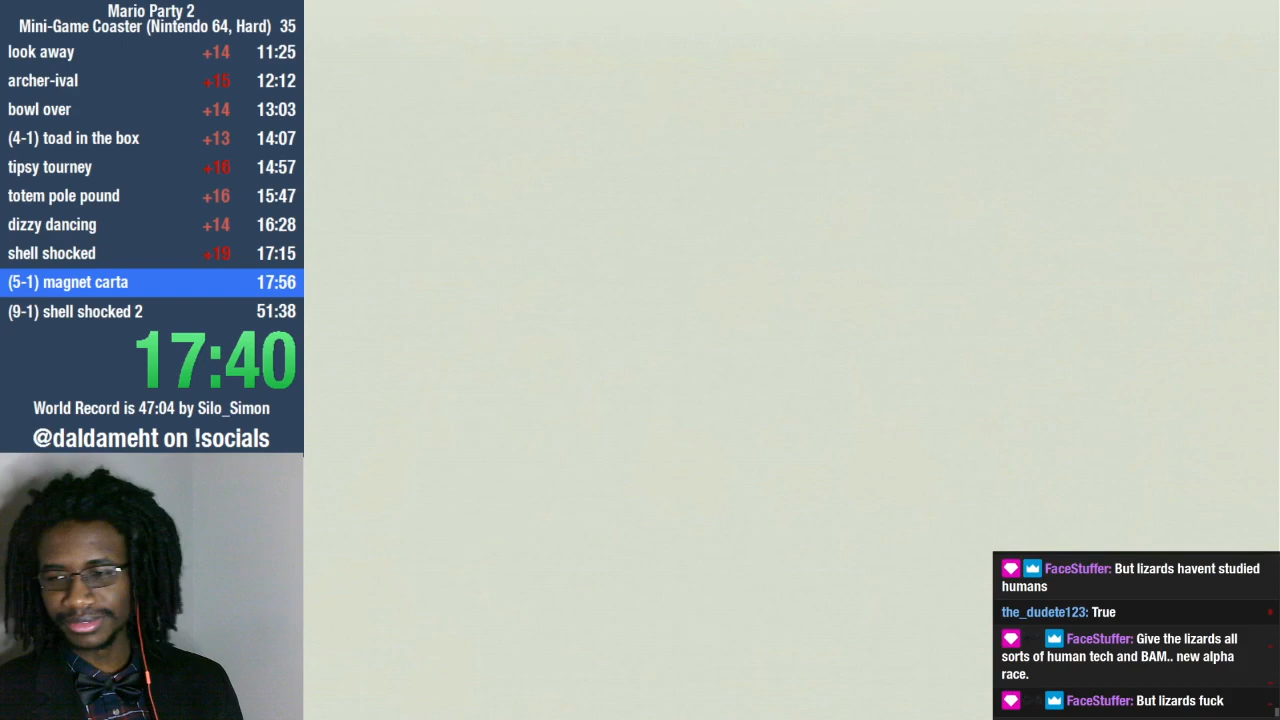 Mario Party 2
Mini-Game Coaster (Nintendo 64, Hard) 35
look away +14 11:25
archer-ival +15 12:12
bowl over +14 13:03
(4-1) toad in the box +13 14:07
tipsy tourney +16 14:57
totem pole pound +16 15:47
dizzy dancing +14 16:28
shell shocked +19 17:15
(5-1) magnet carta 17:56
(9-1) shell shocked 2 51:38
17:40
World Record is 47:04 by Silo_Simon
@daldameht on !socials
FaceStuffer: But lizards havent studied
humans
the_dudete123: True
FaceStuffer: Give the lizards all
sorts of human tech and BAM.. new alpha
race.
FaceStuffer: But lizards fuck